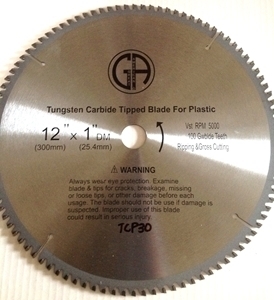 GA
Tungsten Carbide Tipped Blade For Plastic
12" x 1" DM
(300mm) (25.4mm)
Vst RPM 5000
100 Carbide Teeth
Ripping &Gross Cutting
WARNING
Always wear eye protection. Examine
blade & tips for cracks, breakage, missing
or loose tips, or other damage before each
usage. The blade should not be used if damage is
suspected. Improper use of this blade
could result in serious injury.
TCP30